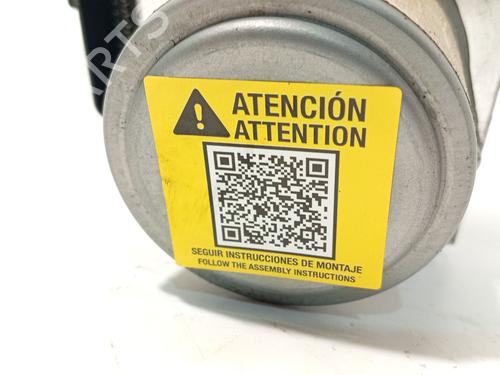 ATENCIÓN
ATTENTION
SEGUIR INSTRUCCIONES DE MONTAJE
FOLLOW THE ASSEMBLY INSTRUCTIONS